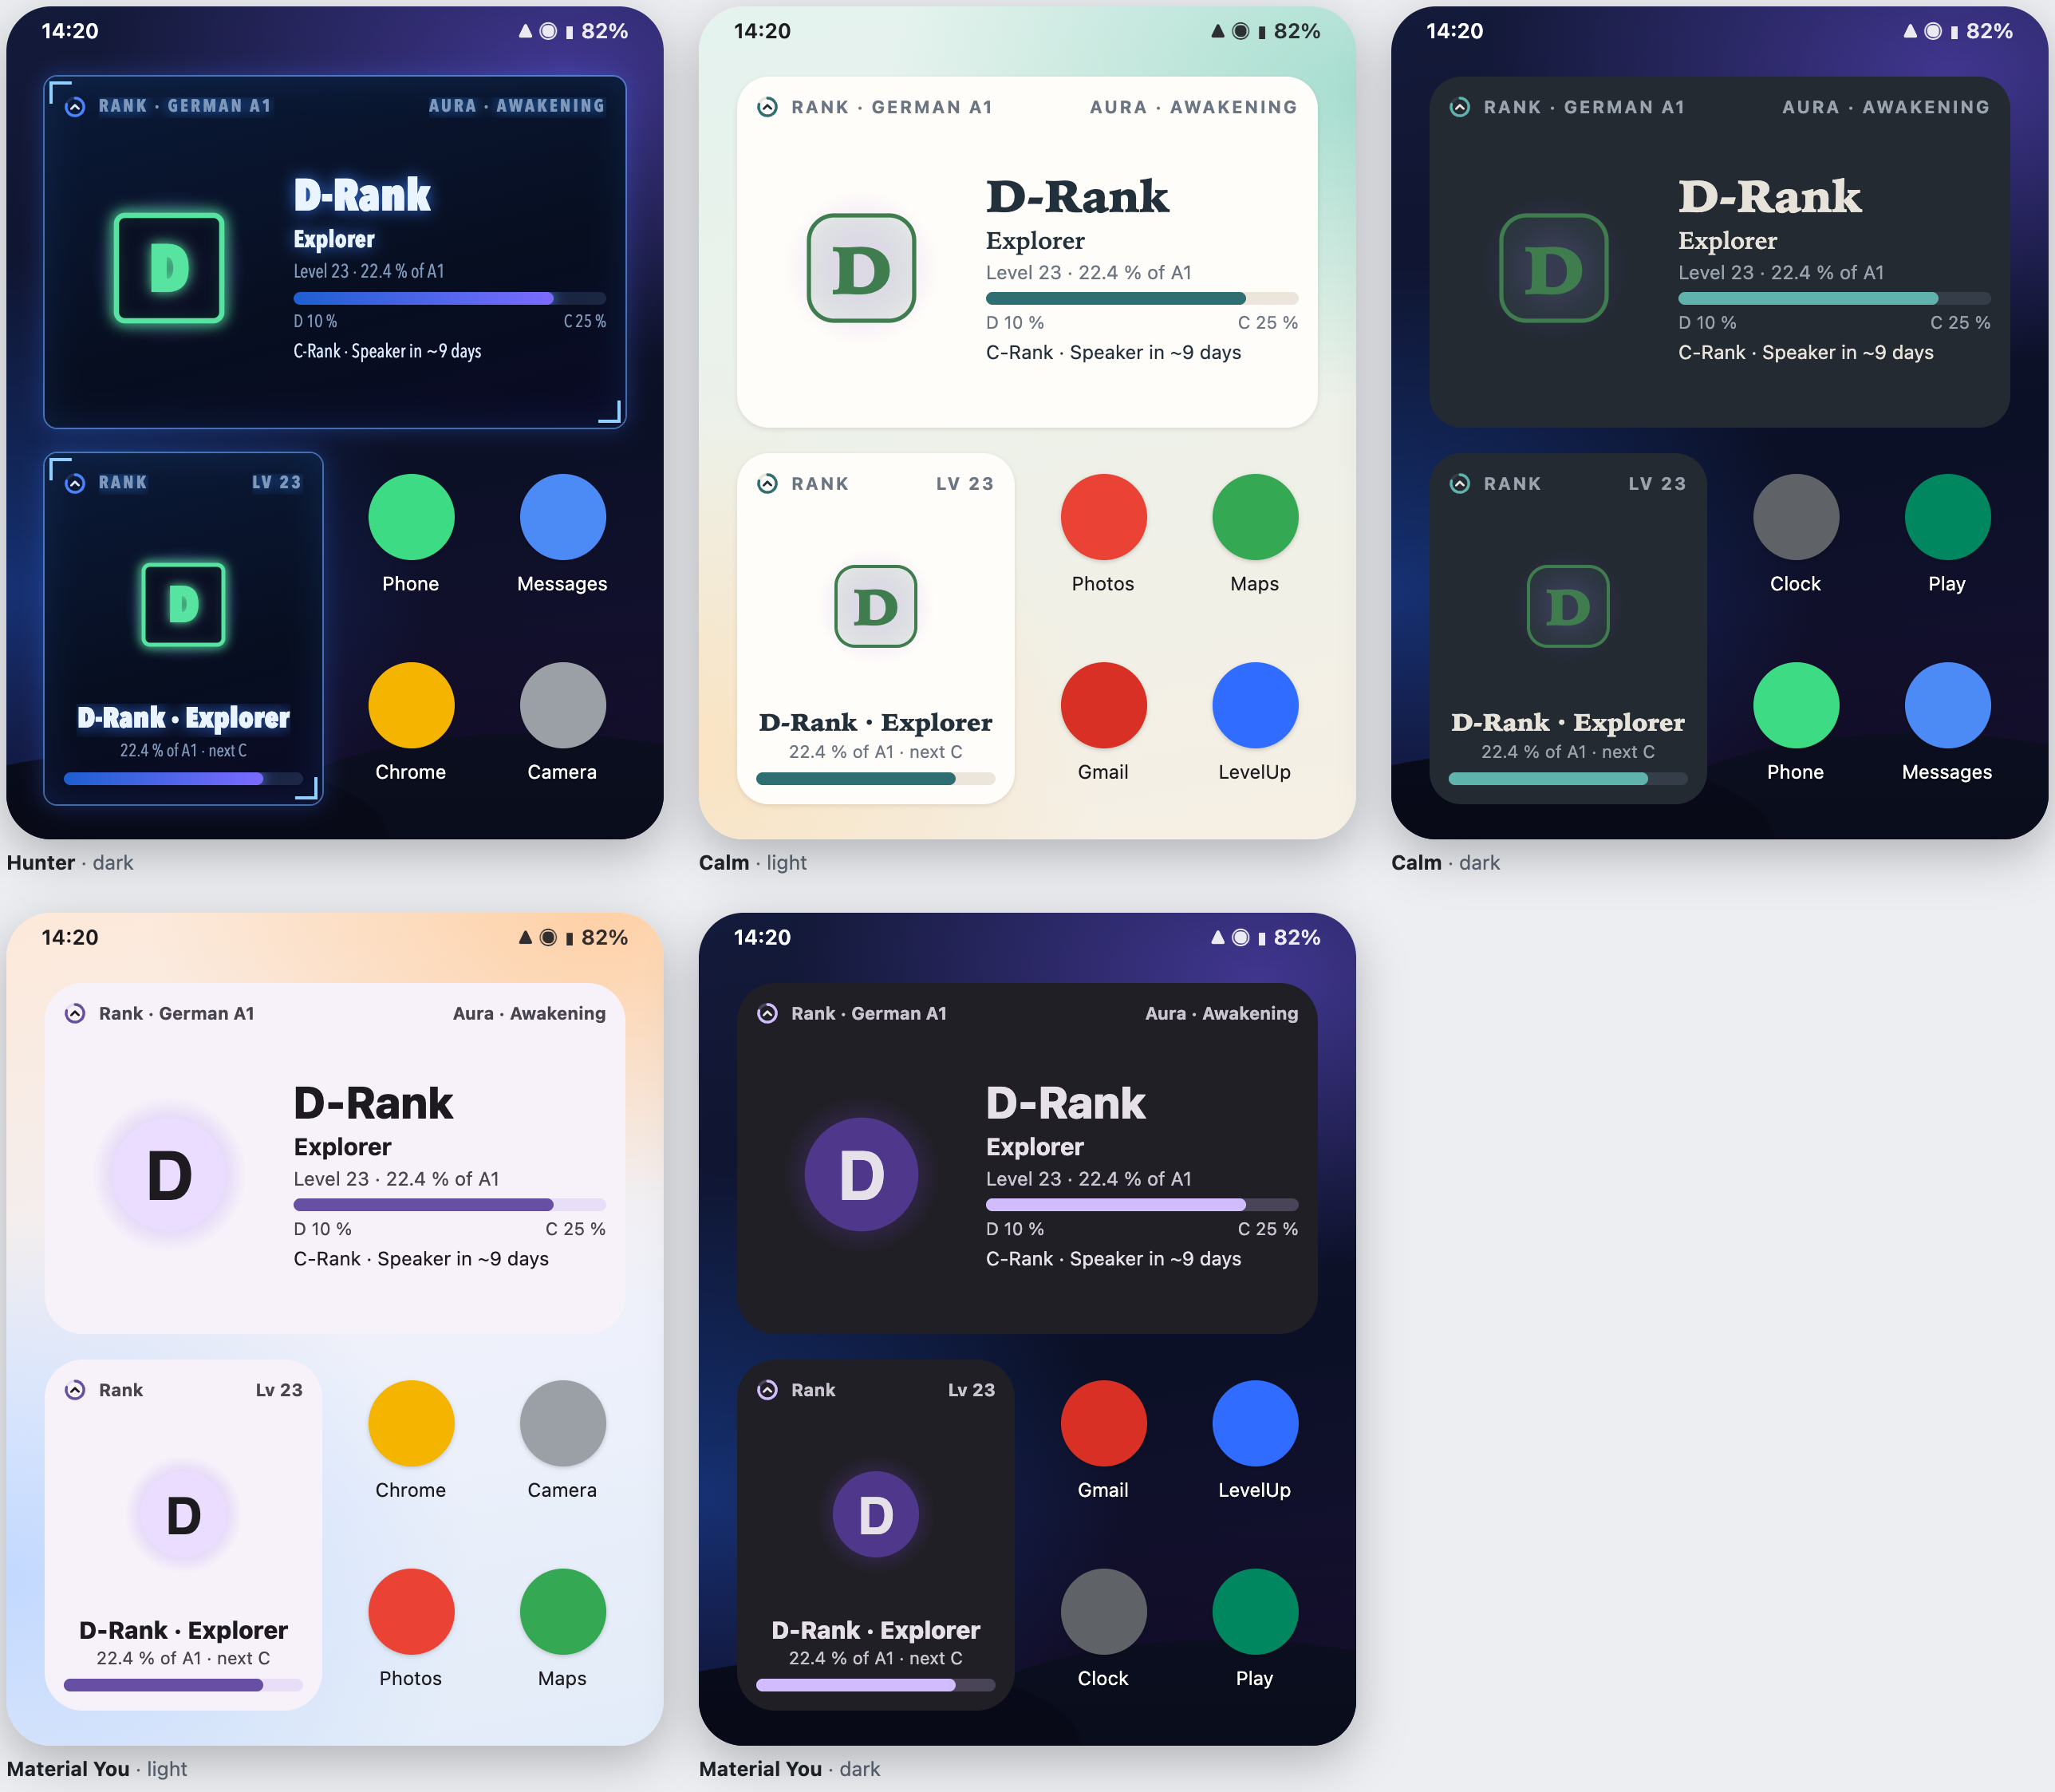 14:20 82%
RANK · GERMAN A1 AURA · AWAKENING
D
D-Rank
Explorer
Level 23 · 22.4 % of A1
D 10 % C 25 %
C-Rank · Speaker in ~9 days
RANK LV 23
D
D-Rank · Explorer
22.4 % of A1 · next C
Phone Messages
Chrome Camera
Hunter · dark
14:20 82%
RANK · GERMAN A1 AURA · AWAKENING
D
D-Rank
Explorer
Level 23 · 22.4 % of A1
D 10 % C 25 %
C-Rank · Speaker in ~9 days
RANK LV 23
D
D-Rank · Explorer
22.4 % of A1 · next C
Photos Maps
Gmail LevelUp
Calm · light
14:20 82%
RANK · GERMAN A1 AURA · AWAKENING
D
D-Rank
Explorer
Level 23 · 22.4 % of A1
D 10 % C 25 %
C-Rank · Speaker in ~9 days
RANK LV 23
D
D-Rank · Explorer
22.4 % of A1 · next C
Clock Play
Phone Messages
Calm · dark
14:20 82%
Rank · German A1 Aura · Awakening
D
D-Rank
Explorer
Level 23 · 22.4 % of A1
D 10 % C 25 %
C-Rank · Speaker in ~9 days
Rank Lv 23
D
D-Rank · Explorer
22.4 % of A1 · next C
Chrome Camera
Photos Maps
Material You · light
14:20 82%
Rank · German A1 Aura · Awakening
D
D-Rank
Explorer
Level 23 · 22.4 % of A1
D 10 % C 25 %
C-Rank · Speaker in ~9 days
Rank Lv 23
D
D-Rank · Explorer
22.4 % of A1 · next C
Gmail LevelUp
Clock Play
Material You · dark